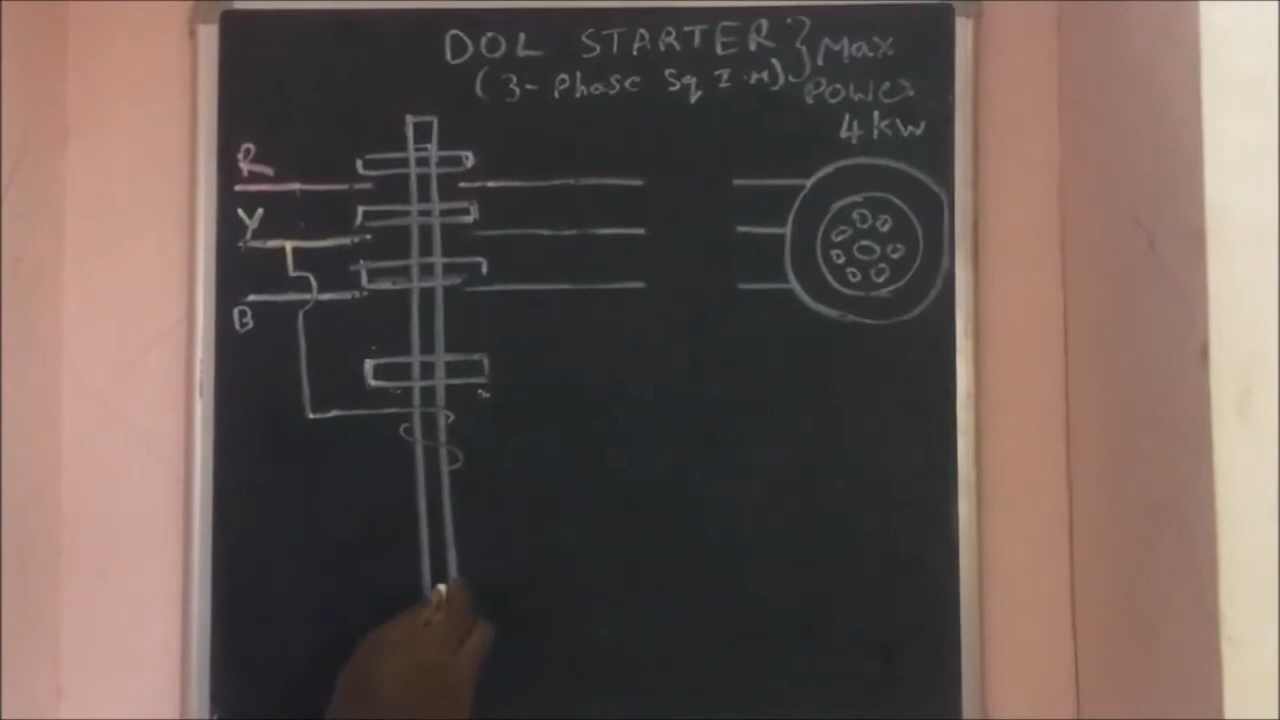 DOL STARTER } Max
(3-Phase Sq I.M) Power
4 kW
R
Y
B